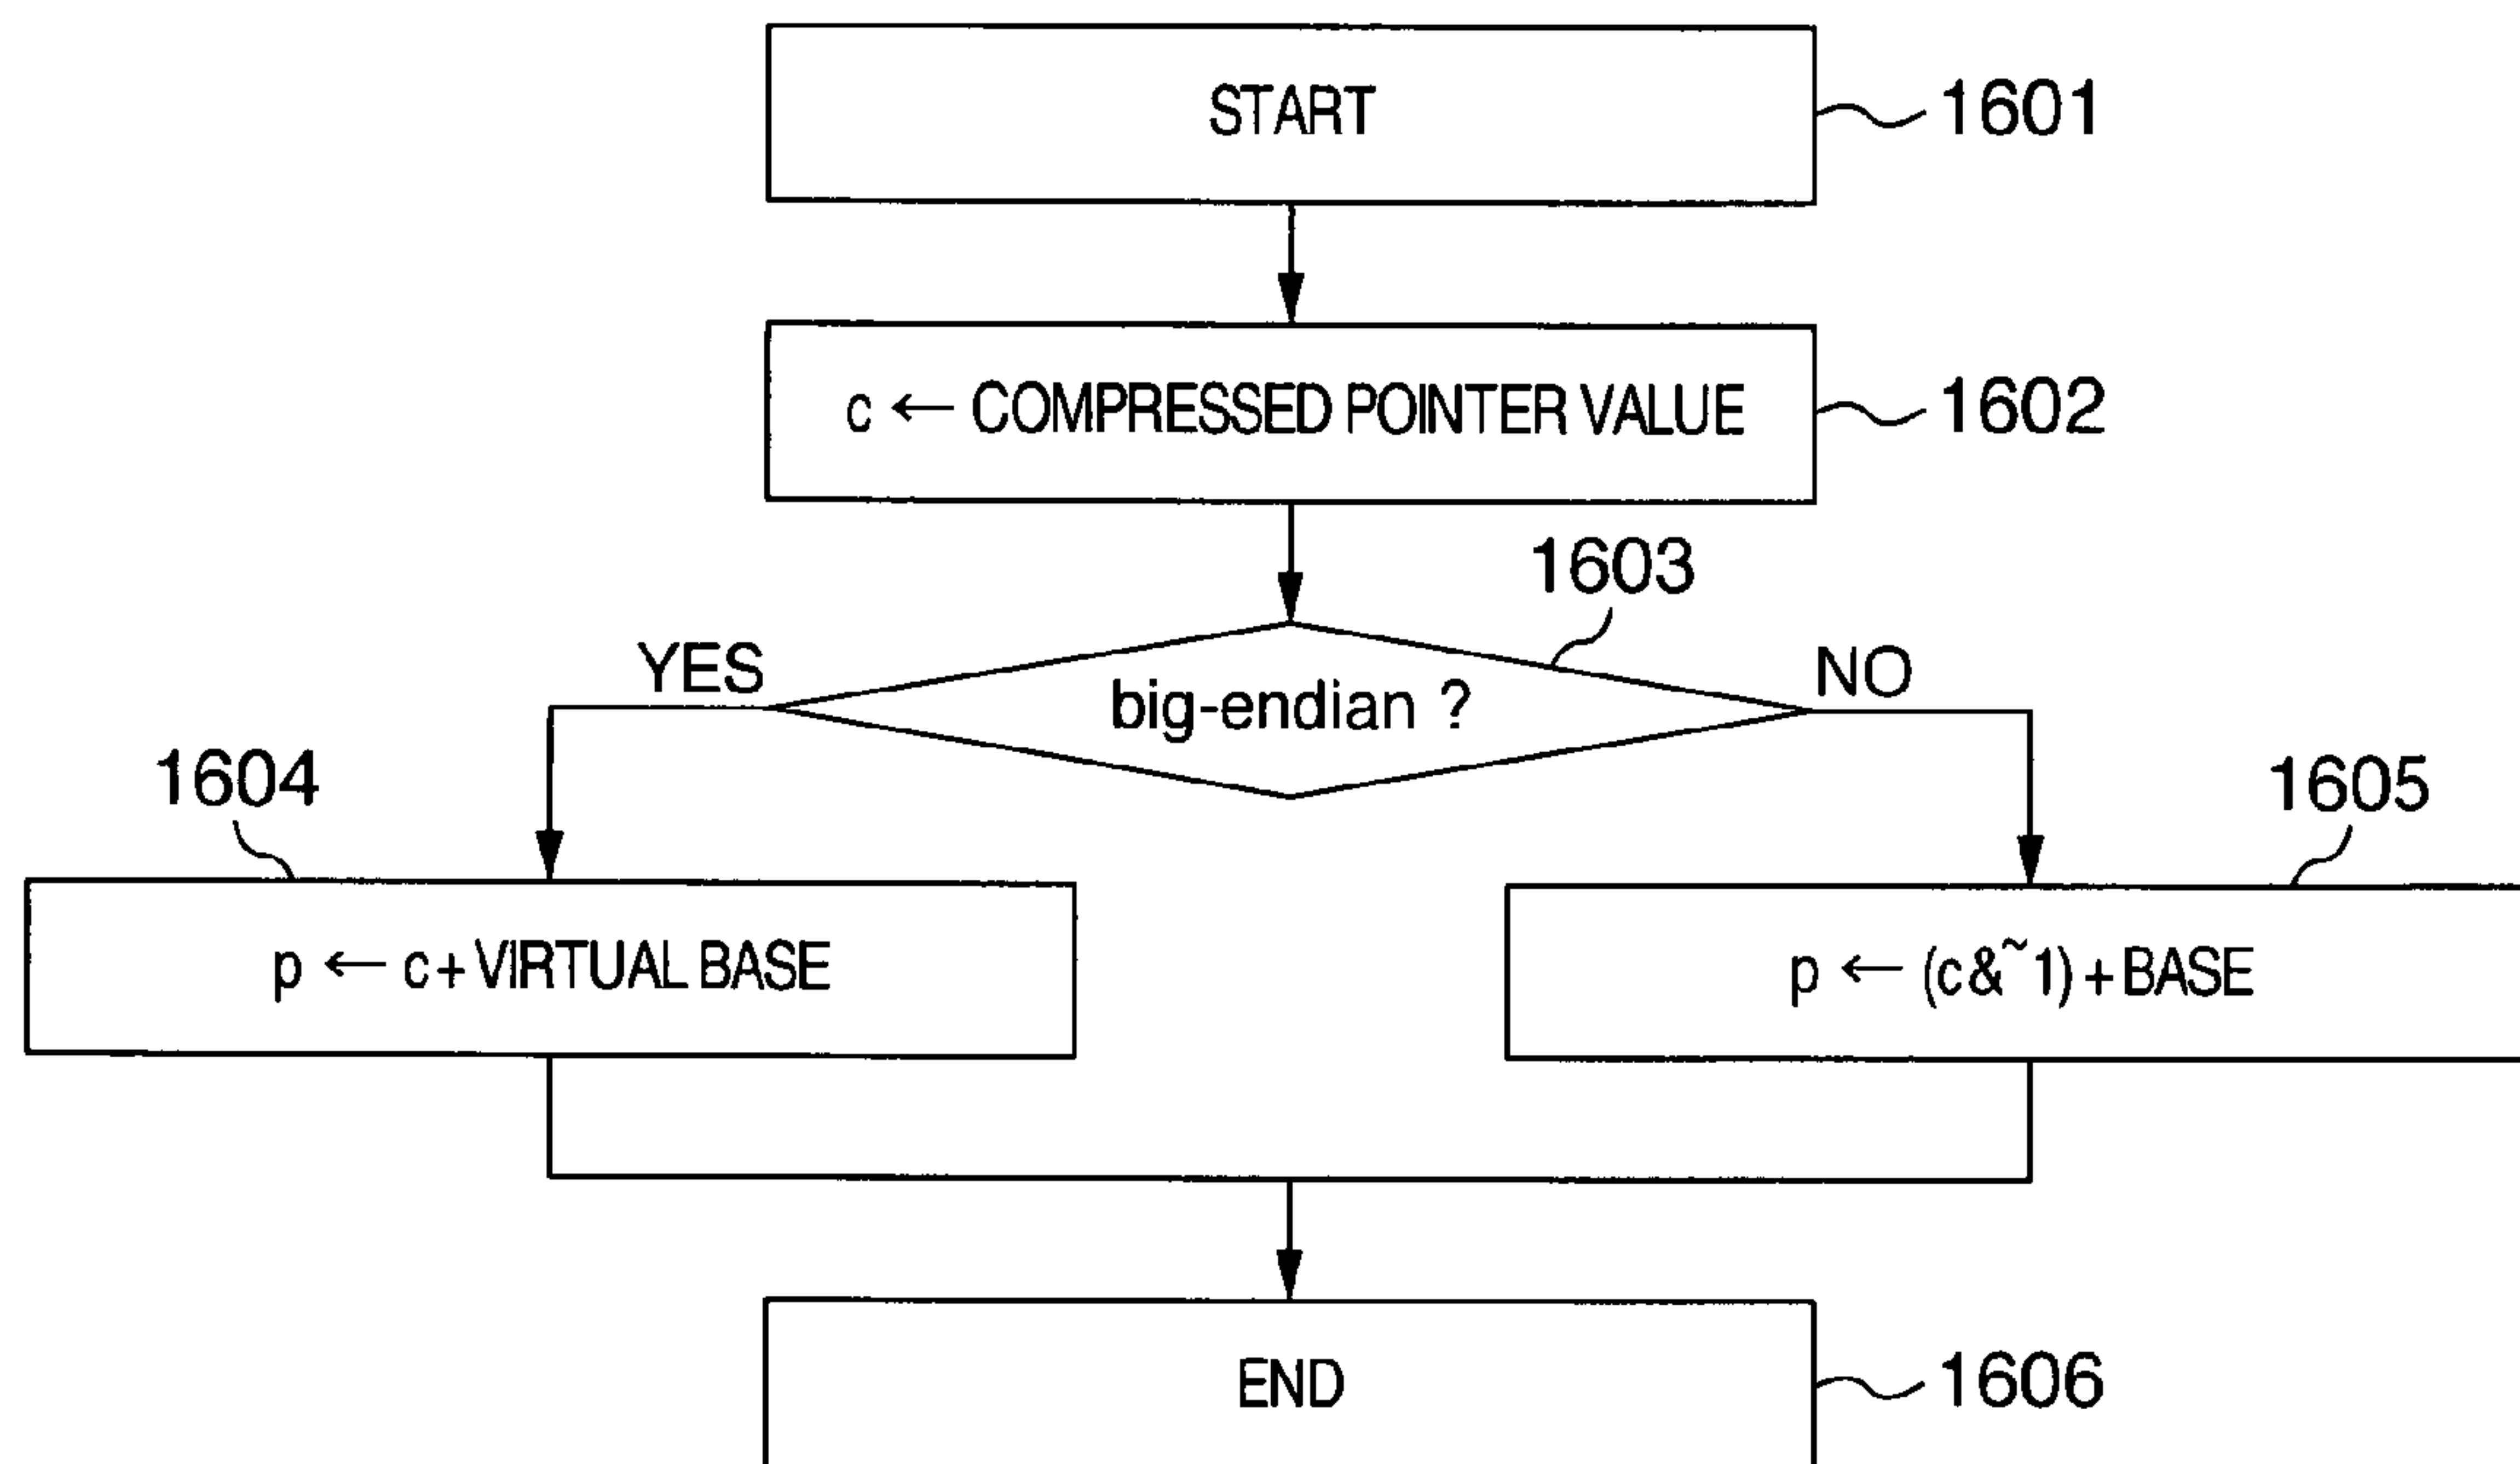 START
1601
c ← COMPRESSED POINTER VALUE
1602
1603
YES
big-endian ?
NO
1604
1605
p ← c + VIRTUAL BASE
p ← (c & ~1) + BASE
END
1606